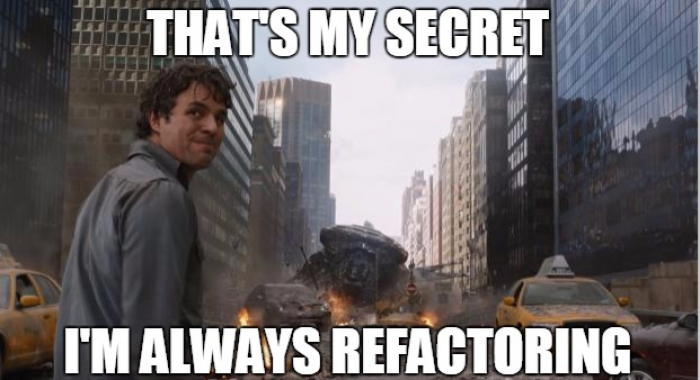 THAT'S MY SECRET
I'M ALWAYS REFACTORING